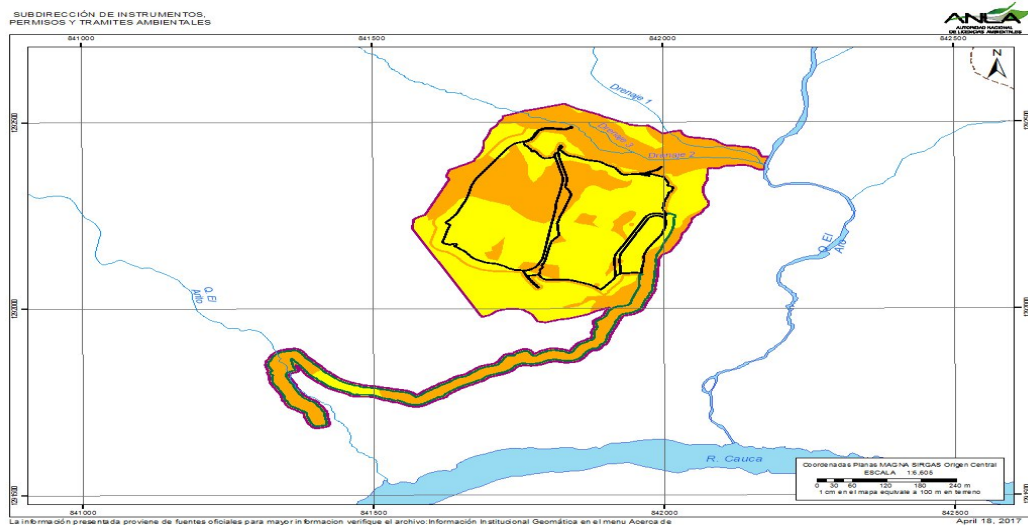 SUBDIRECCIÓN DE INSTRUMENTOS,
PERMISOS Y TRAMITES AMBIENTALES
ANLA
AUTORIDAD NACIONAL
DE LICENCIAS AMBIENTALES
841000 841500 842000 842500
N
Drenaje 1
Drenaje 3
Drenaje 2
Q. El
Q. El
R. Cauca
Coordenadas Planas MAGNA SIRGAS Origen Central
ESCALA 1:6,605
0 30 60 120 180 240 m
1 cm en el mapa equivale a 100 m en terreno
841000 841500 842000 842500
La información presentada proviene de fuentes oficiales para mayor informacion verifique el archivo:Información Institucional Geomática en el menu Acerca de
April 18, 2017